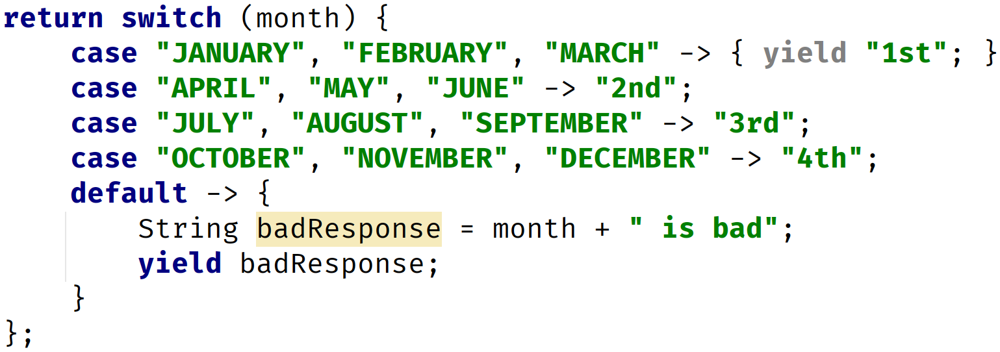 return switch (month) {
    case "JANUARY", "FEBRUARY", "MARCH" -> { yield "1st"; }
    case "APRIL", "MAY", "JUNE" -> "2nd";
    case "JULY", "AUGUST", "SEPTEMBER" -> "3rd";
    case "OCTOBER", "NOVEMBER", "DECEMBER" -> "4th";
    default -> {
        String badResponse = month + " is bad";
        yield badResponse;
    }
};